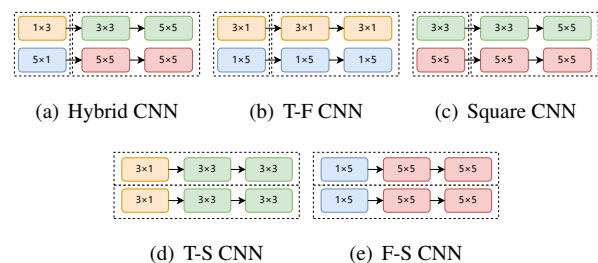 1×3 3×3 5×5
5×1 5×5 5×5
(a) Hybrid CNN
3×1 3×1 3×1
1×5 1×5 1×5
(b) T-F CNN
3×3 3×3 5×5
5×5 5×5 5×5
(c) Square CNN
3×1 3×3 3×3
3×1 3×3 3×3
(d) T-S CNN
1×5 5×5 5×5
1×5 5×5 5×5
(e) F-S CNN